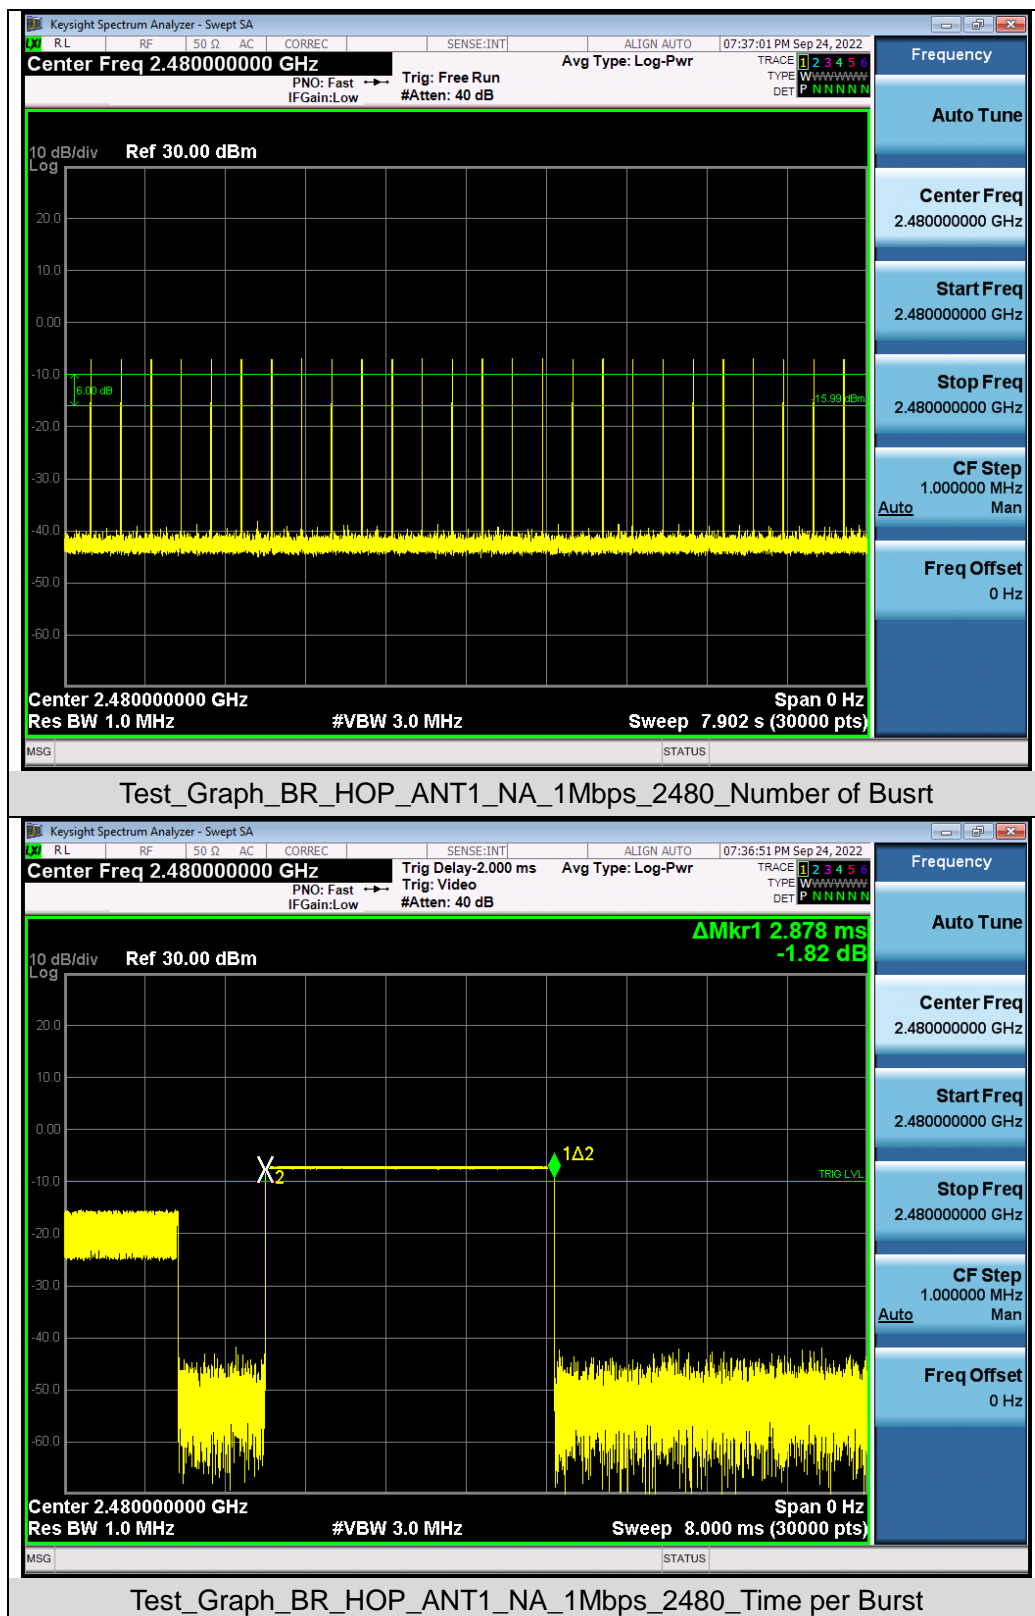 Keysight Spectrum Analyzer - Swept SA
LXI RL RF 50 Ω AC CORREC SENSE:INT ALIGN AUTO 07:37:01 PM Sep 24, 2022
Center Freq 2.480000000 GHz
PNO: Fast
IFGain:Low
Trig: Free Run
#Atten: 40 dB
Avg Type: Log-Pwr
TRACE 1 2 3 4 5 6
TYPE WWWWWW
DET P N N N N N
Frequency
Auto Tune
10 dB/div Ref 30.00 dBm
Log
20.0
10.0
0.00
-10.0
6.00 dB
-15.99 dBm
-20.0
-30.0
-40.0
-50.0
-60.0
Center Freq
2.480000000 GHz
Start Freq
2.480000000 GHz
Stop Freq
2.480000000 GHz
CF Step
1.000000 MHz
Auto Man
Freq Offset
0 Hz
Center 2.480000000 GHz Span 0 Hz
Res BW 1.0 MHz #VBW 3.0 MHz Sweep 7.902 s (30000 pts)
MSG STATUS
Test_Graph_BR_HOP_ANT1_NA_1Mbps_2480_Number of Busrt
Keysight Spectrum Analyzer - Swept SA
LXI RL RF 50 Ω AC CORREC SENSE:INT ALIGN AUTO 07:36:51 PM Sep 24, 2022
Center Freq 2.480000000 GHz
PNO: Fast
IFGain:Low
Trig Delay-2.000 ms
Trig: Video
#Atten: 40 dB
Avg Type: Log-Pwr
TRACE 1 2 3 4 5 6
TYPE WWWWWW
DET P N N N N N
Frequency
Auto Tune
ΔMkr1 2.878 ms
-1.82 dB
10 dB/div Ref 30.00 dBm
Log
20.0
10.0
0.00
1Δ2
2
TRIG LVL
-10.0
-20.0
-30.0
-40.0
-50.0
-60.0
Center Freq
2.480000000 GHz
Start Freq
2.480000000 GHz
Stop Freq
2.480000000 GHz
CF Step
1.000000 MHz
Auto Man
Freq Offset
0 Hz
Center 2.480000000 GHz Span 0 Hz
Res BW 1.0 MHz #VBW 3.0 MHz Sweep 8.000 ms (30000 pts)
MSG STATUS
Test_Graph_BR_HOP_ANT1_NA_1Mbps_2480_Time per Burst